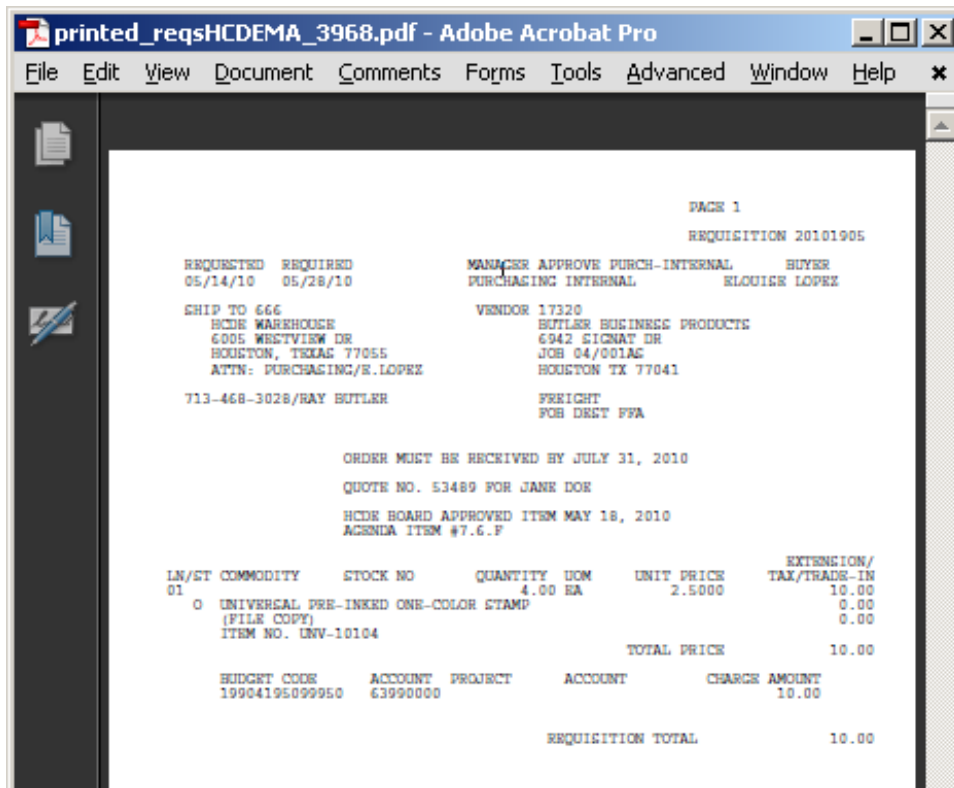 printed_reqsHCDEMA_3968.pdf - Adobe Acrobat Pro
File Edit View Document Comments Forms Tools Advanced Window Help
PAGE 1
REQUISITION 20101905
REQUESTED REQUIRED MANAGER APPROVE PURCH-INTERNAL BUYER
05/14/10 05/28/10 PURCHASING INTERNAL ELOUISE LOPEZ
SHIP TO 666 VENDOR 17320
HCDE WAREHOUSE BUTLER BUSINESS PRODUCTS
6005 WESTVIEW DR 6942 SIGNAT DR
HOUSTON, TEXAS 77055 JOB 04/001AS
ATTN: PURCHASING/E.LOPEZ HOUSTON TX 77041
713-468-3028/RAY BUTLER FREIGHT
FOB DEST FFA
ORDER MUST BE RECEIVED BY JULY 31, 2010
QUOTE NO. 53489 FOR JANE DOE
HCDE BOARD APPROVED ITEM MAY 18, 2010
AGENDA ITEM #7.6.F
EXTENSION/
LN/ST COMMODITY STOCK NO QUANTITY UOM UNIT PRICE TAX/TRADE-IN
01 4.00 EA 2.5000 10.00
O UNIVERSAL PRE-INKED ONE-COLOR STAMP 0.00
(FILE COPY) 0.00
ITEM NO. UNV-10104
TOTAL PRICE 10.00
BUDGET CODE ACCOUNT PROJECT ACCOUNT CHARGE AMOUNT
19904195099950 63990000 10.00
REQUISITION TOTAL 10.00